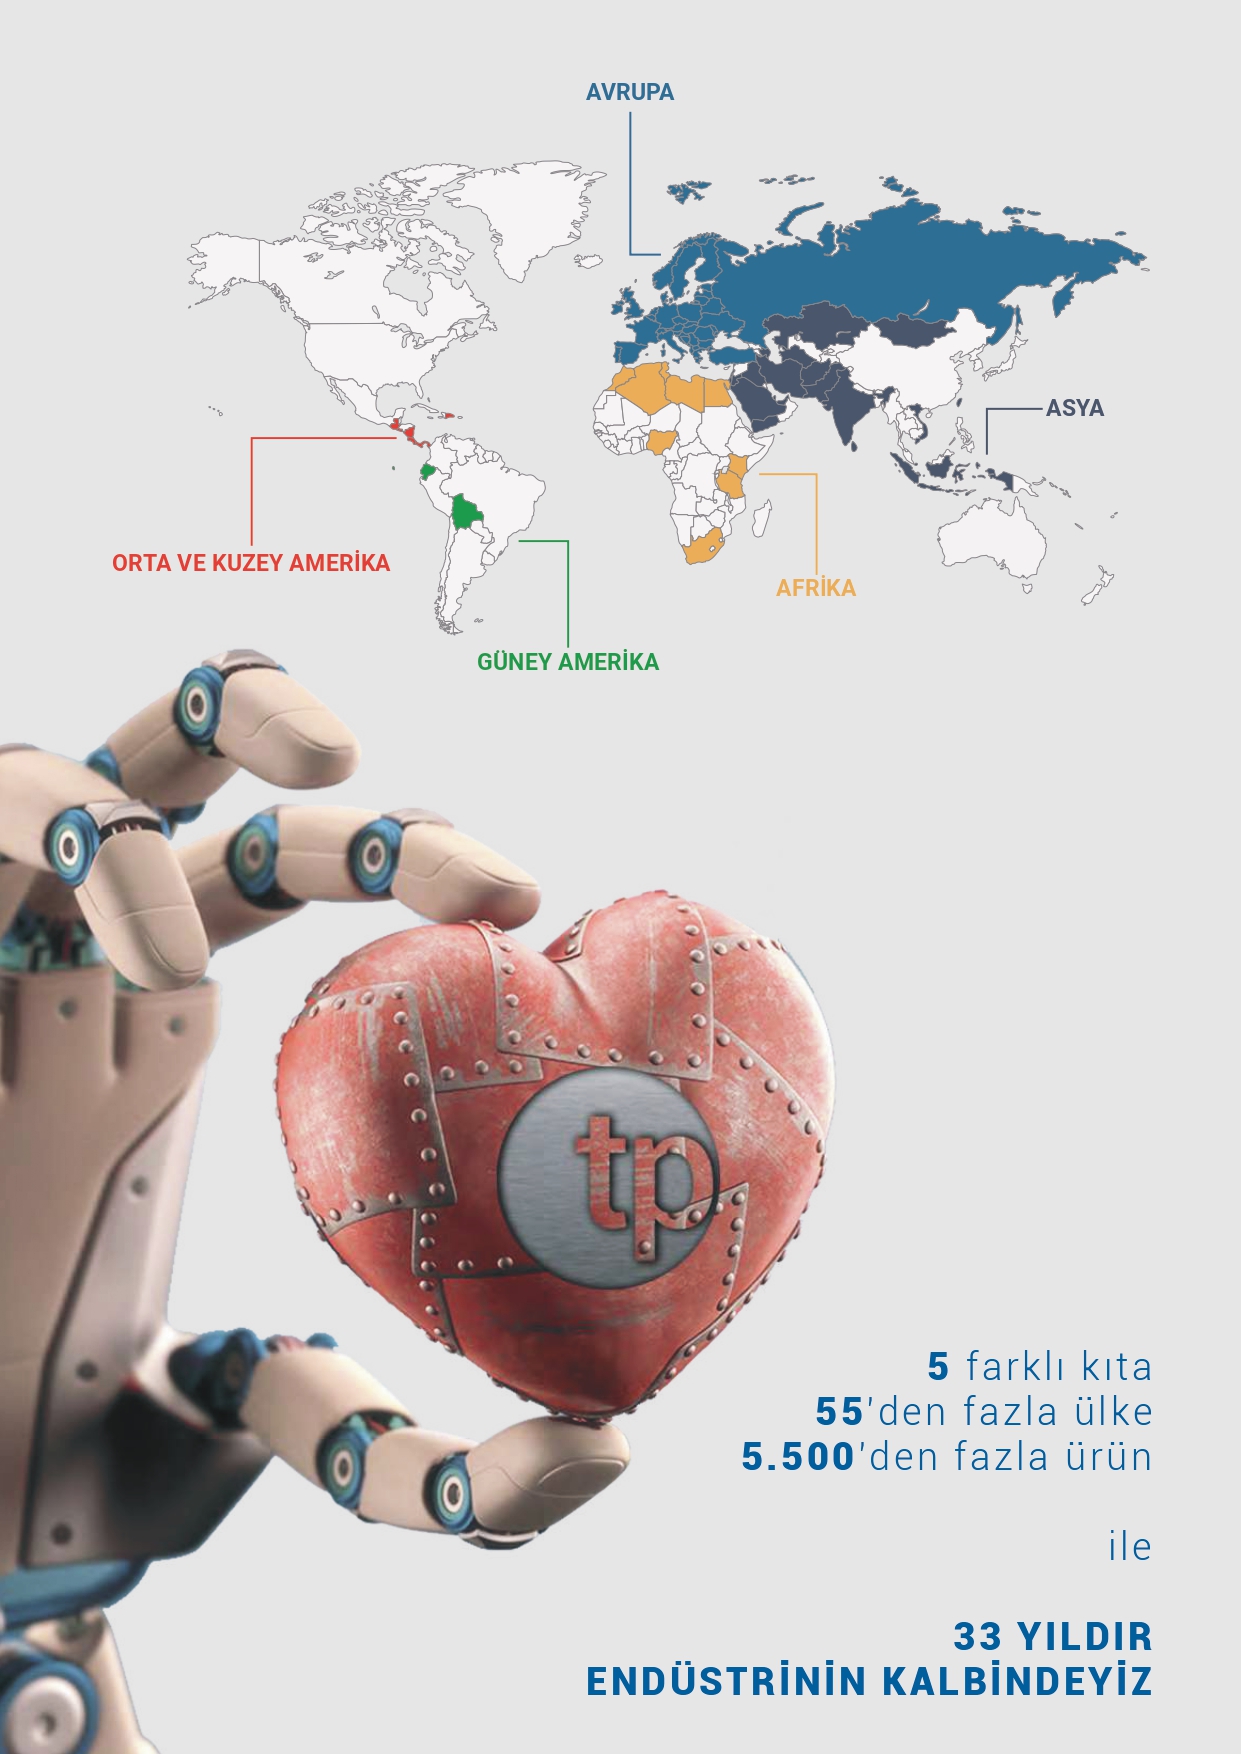 AVRUPA
ASYA
ORTA VE KUZEY AMERİKA
AFRİKA
GÜNEY AMERİKA
tp
5 farklı kıta
55'den fazla ülke
5.500'den fazla ürün
ile
33 YILDIR
ENDÜSTRİNİN KALBİNDEYİZ